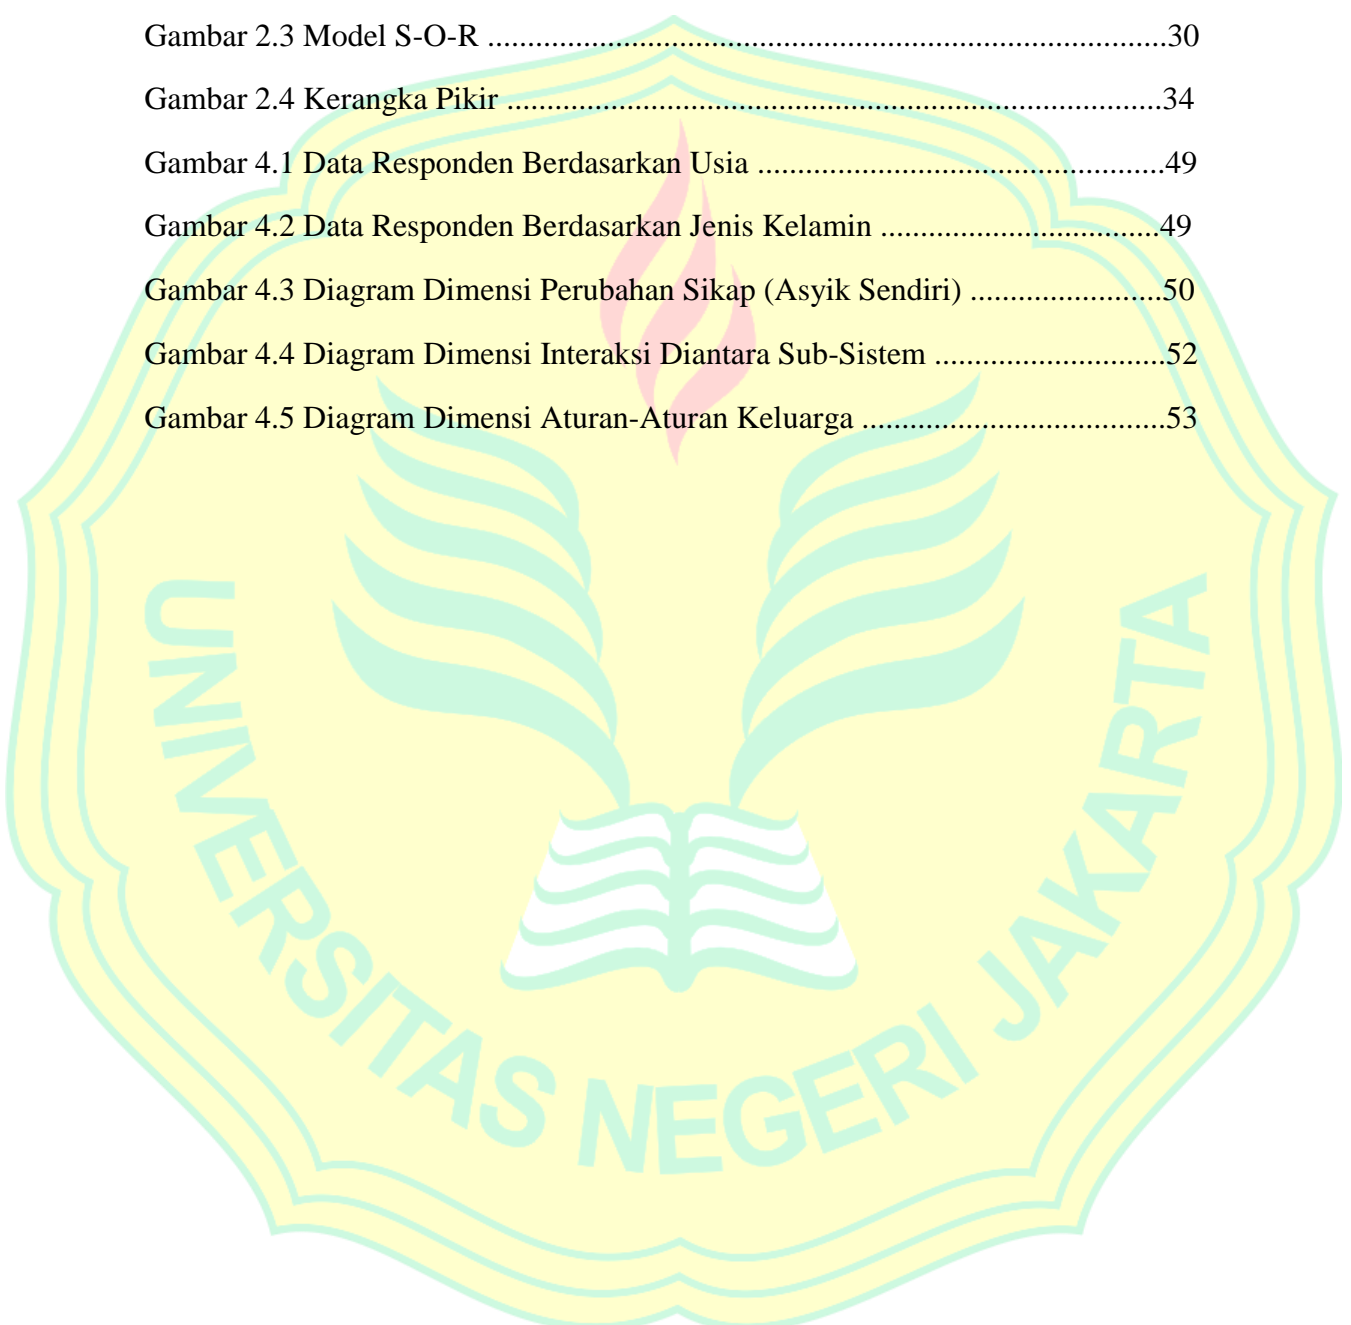 Gambar 2.3 Model S-O-R .....................................................................................30
Gambar 2.4 Kerangka Pikir ..................................................................................34
Gambar 4.1 Data Responden Berdasarkan Usia ...................................................49
Gambar 4.2 Data Responden Berdasarkan Jenis Kelamin ...................................49
Gambar 4.3 Diagram Dimensi Perubahan Sikap (Asyik Sendiri) ........................50
Gambar 4.4 Diagram Dimensi Interaksi Diantara Sub-Sistem .............................52
Gambar 4.5 Diagram Dimensi Aturan-Aturan Keluarga ......................................53
UNIVERSITAS NEGERI JAKARTA